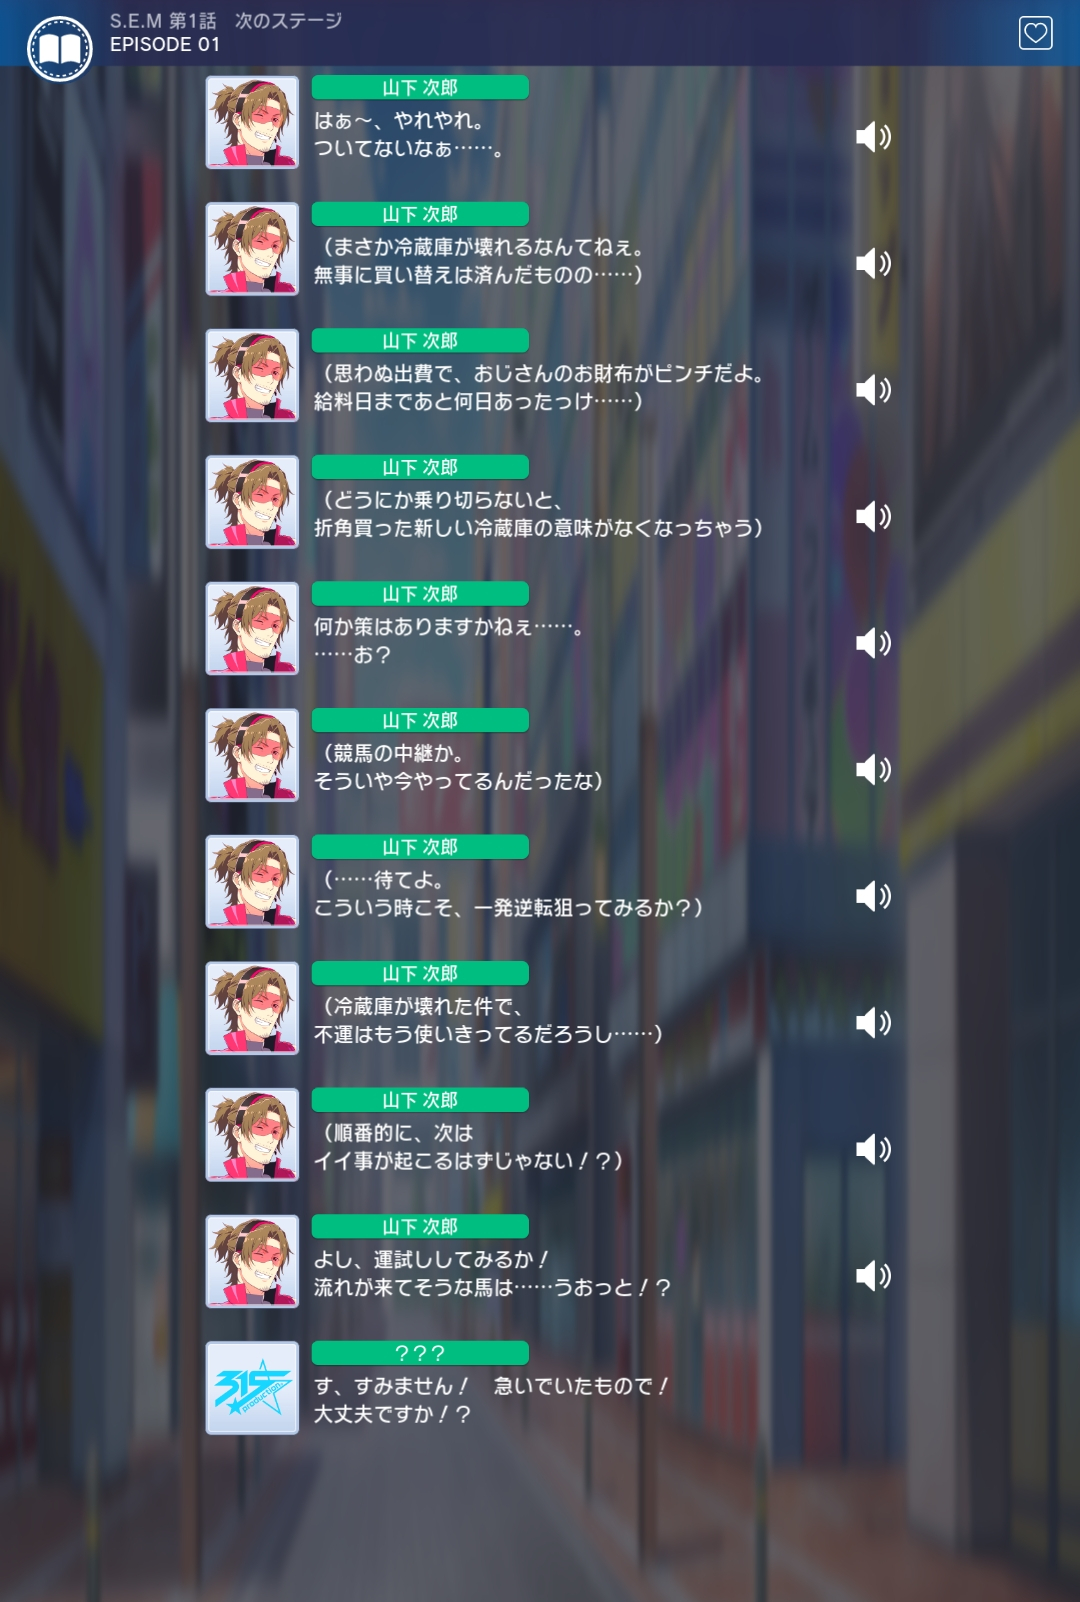 S.E.M 第1話　次のステージ
EPISODE 01
山下 次郎
はぁ～、やれやれ。
ついてないなぁ……。
山下 次郎
（まさか冷蔵庫が壊れるなんてねぇ。
無事に買い替えは済んだものの……）
山下 次郎
（思わぬ出費で、おじさんのお財布がピンチだよ。
給料日まであと何日あったっけ……）
山下 次郎
（どうにか乗り切らないと、
折角買った新しい冷蔵庫の意味がなくなっちゃう）
山下 次郎
何か策はありますかねぇ……。
……お？
山下 次郎
（競馬の中継か。
そういや今やってるんだったな）
山下 次郎
（……待てよ。
こういう時こそ、一発逆転狙ってみるか？）
山下 次郎
（冷蔵庫が壊れた件で、
不運はもう使いきってるだろうし……）
山下 次郎
（順番的に、次は
イイ事が起こるはずじゃない！？）
山下 次郎
よし、運試ししてみるか！
流れが来てそうな馬は……うおっと！？
？？？
315 production
す、すみません！　急いでいたもので！
大丈夫ですか！？